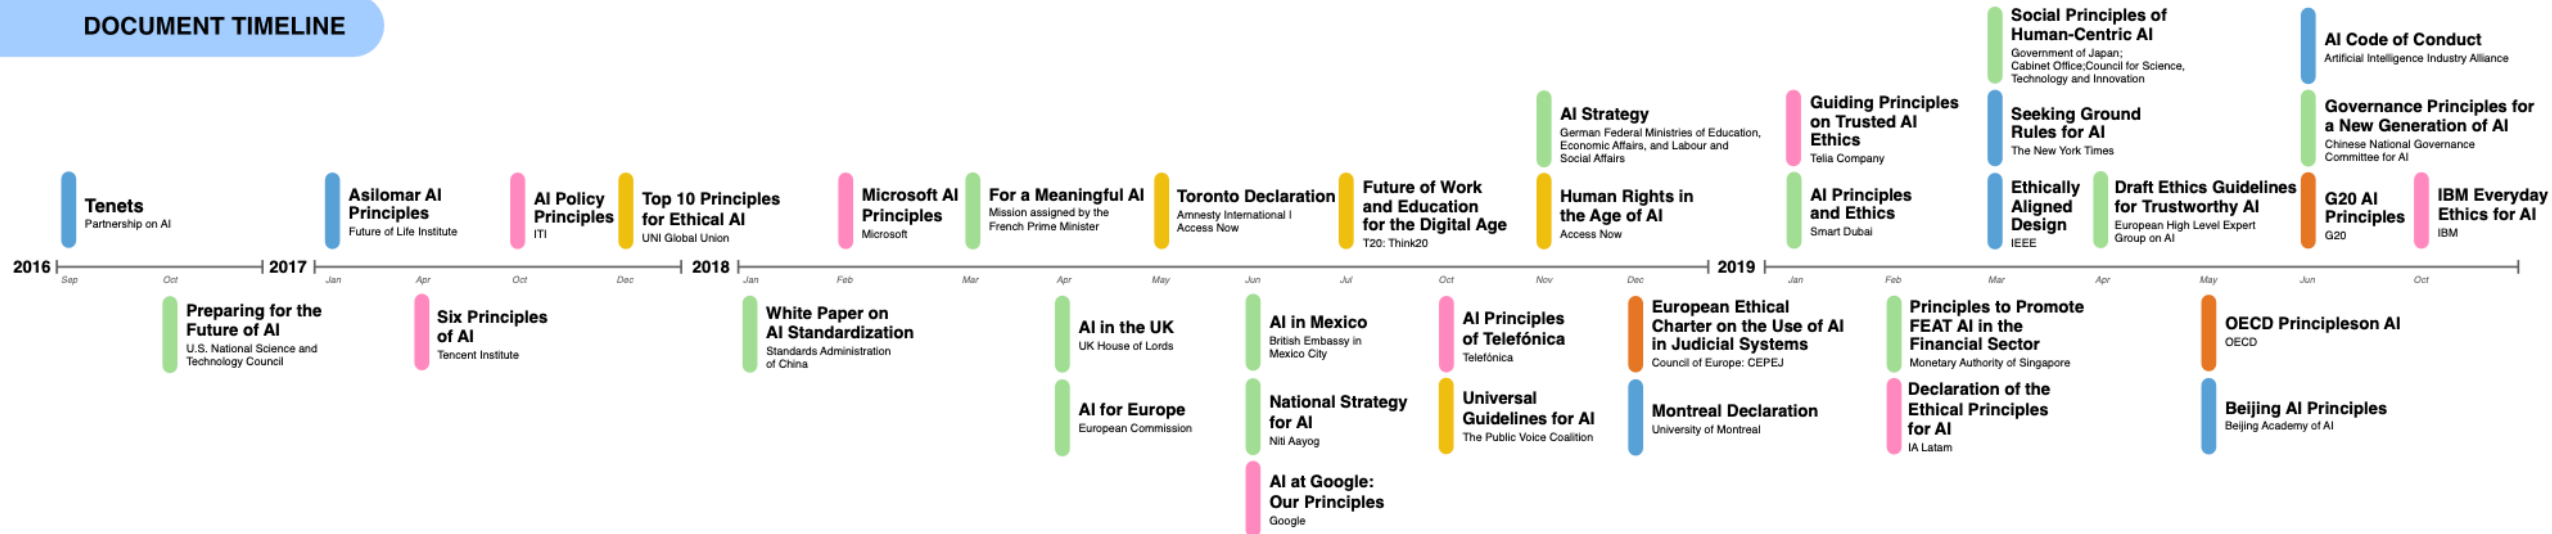 DOCUMENT TIMELINE
Social Principles of
Human-Centric AI
Government of Japan;
Cabinet Office;Council for Science,
Technology and Innovation
AI Code of Conduct
Artificial Intelligence Industry Alliance
AI Strategy
German Federal Ministries of Education,
Economic Affairs, and Labour and
Social Affairs
Guiding Principles
on Trusted AI
Ethics
Telia Company
Seeking Ground
Rules for AI
The New York Times
Governance Principles for
a New Generation of AI
Chinese National Governance
Committee for AI
Tenets
Partnership on AI
Asilomar AI
Principles
Future of Life Institute
AI Policy
Principles
ITI
Top 10 Principles
for Ethical AI
UNI Global Union
Microsoft AI
Principles
Microsoft
For a Meaningful AI
Mission assigned by the
French Prime Minister
Toronto Declaration
Amnesty International I
Access Now
Future of Work
and Education
for the Digital Age
T20: Think20
Human Rights in
the Age of AI
Access Now
AI Principles
and Ethics
Smart Dubai
Ethically
Aligned
Design
IEEE
Draft Ethics Guidelines
for Trustworthy AI
European High Level Expert
Group on AI
G20 AI
Principles
G20
IBM Everyday
Ethics for AI
IBM
2016
2017
2018
2019
Sep
Oct
Jan
Apr
Oct
Dec
Jan
Feb
Mar
Apr
May
Jun
Jul
Oct
Nov
Dec
Jan
Feb
Mar
Apr
May
Jun
Oct
Preparing for the
Future of AI
U.S. National Science and
Technology Council
Six Principles
of AI
Tencent Institute
White Paper on
AI Standardization
Standards Administration
of China
AI in the UK
UK House of Lords
AI in Mexico
British Embassy in
Mexico City
AI Principles
of Telefónica
Telefónica
European Ethical
Charter on the Use of AI
in Judicial Systems
Council of Europe: CEPEJ
Principles to Promote
FEAT AI in the
Financial Sector
Monetary Authority of Singapore
OECD Principleson AI
OECD
AI for Europe
European Commission
National Strategy
for AI
Niti Aayog
Universal
Guidelines for AI
The Public Voice Coalition
Montreal Declaration
University of Montreal
Declaration of the
Ethical Principles
for AI
IA Latam
Beijing AI Principles
Beijing Academy of AI
AI at Google:
Our Principles
Google